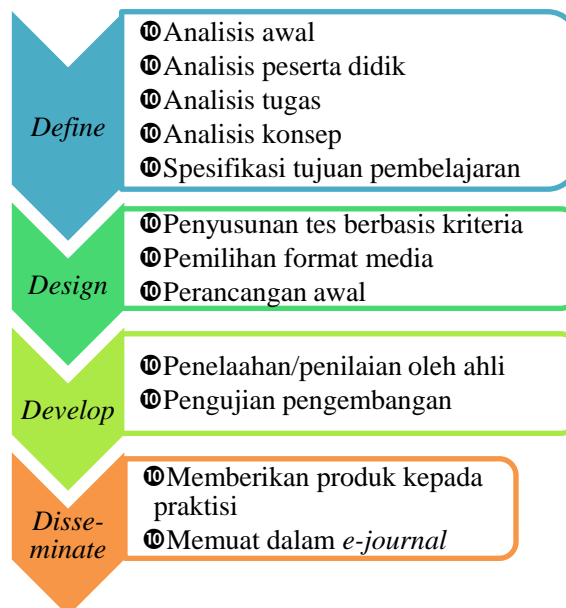 Define
❿Analisis awal
❿Analisis peserta didik
❿Analisis tugas
❿Analisis konsep
❿Spesifikasi tujuan pembelajaran
Design
❿Penyusunan tes berbasis kriteria
❿Pemilihan format media
❿Perancangan awal
Develop
❿Penelaahan/penilaian oleh ahli
❿Pengujian pengembangan
Disse-
minate
❿Memberikan produk kepada
praktisi
❿Memuat dalam e-journal